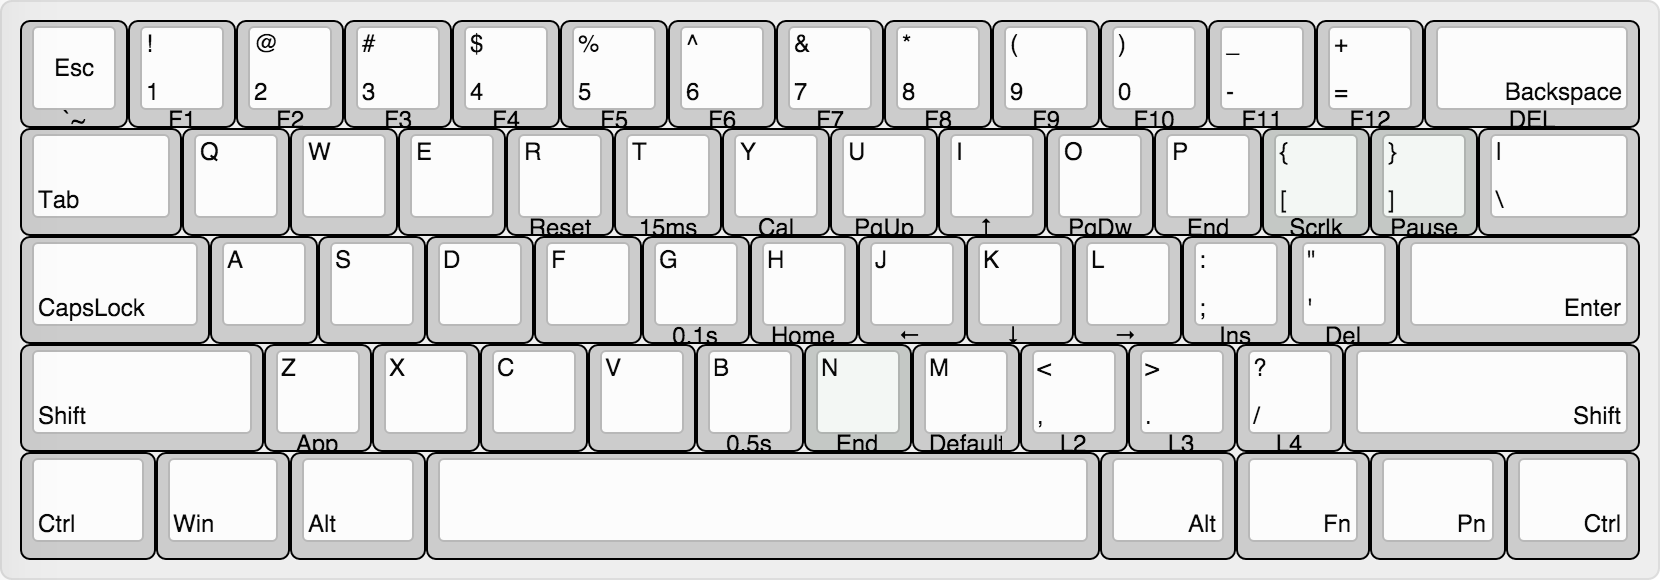 ! @ # $ % ^ & * ( ) _ +
Esc
1 2 3 4 5 6 7 8 9 0 - = Backspace
`~ F1 F2 F3 F4 F5 F6 F7 F8 F9 F10 F11 F12 DEL
Q W E R T Y U I O P { } |
Tab [ ] \
Reset 15ms Cal PgUp ↑ PgDw End Scrlk Pause
A S D F G H J K L : "
CapsLock ; ' Enter
0.1s Home ← ↓ → Ins Del
Z X C V B N M < > ?
Shift , . / Shift
App 0.5s End Default L2 L3 L4
Ctrl Win Alt Alt Fn Pn Ctrl